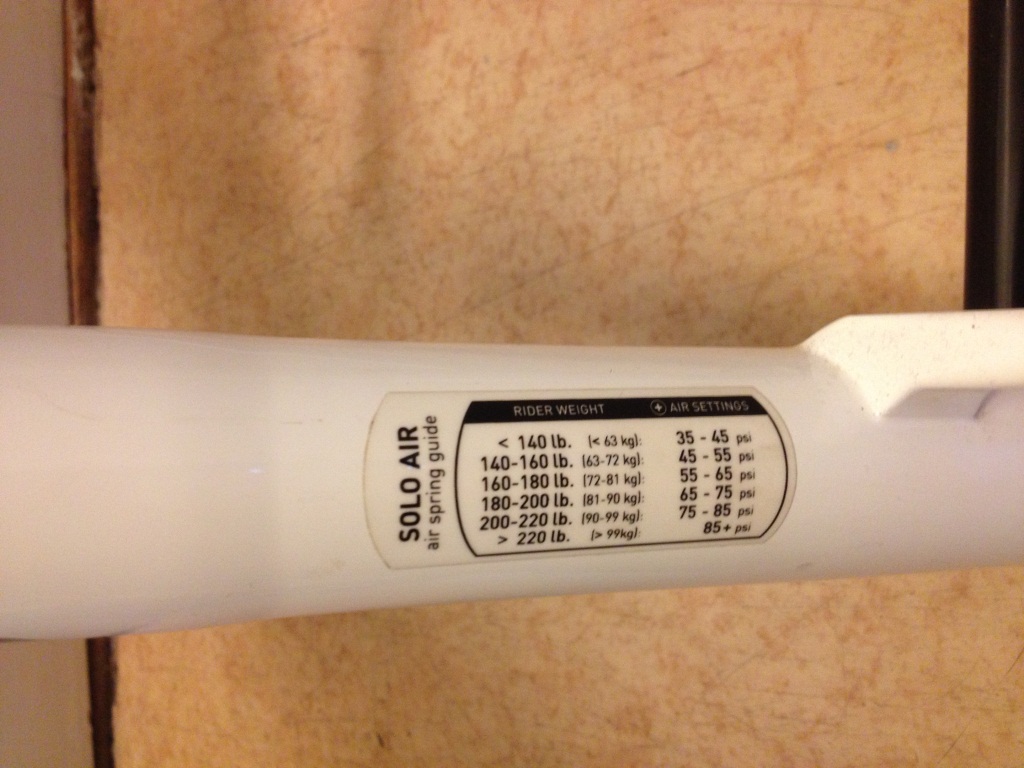 SOLO AIR
air spring guide
RIDER WEIGHT + AIR SETTINGS
< 140 lb. (< 63 kg): 35 - 45 psi
140-160 lb. (63-72 kg): 45 - 55 psi
160-180 lb. (72-81 kg): 55 - 65 psi
180-200 lb. (81-90 kg): 65 - 75 psi
200-220 lb. (90-99 kg): 75 - 85 psi
> 220 lb. (> 99kg): 85+ psi